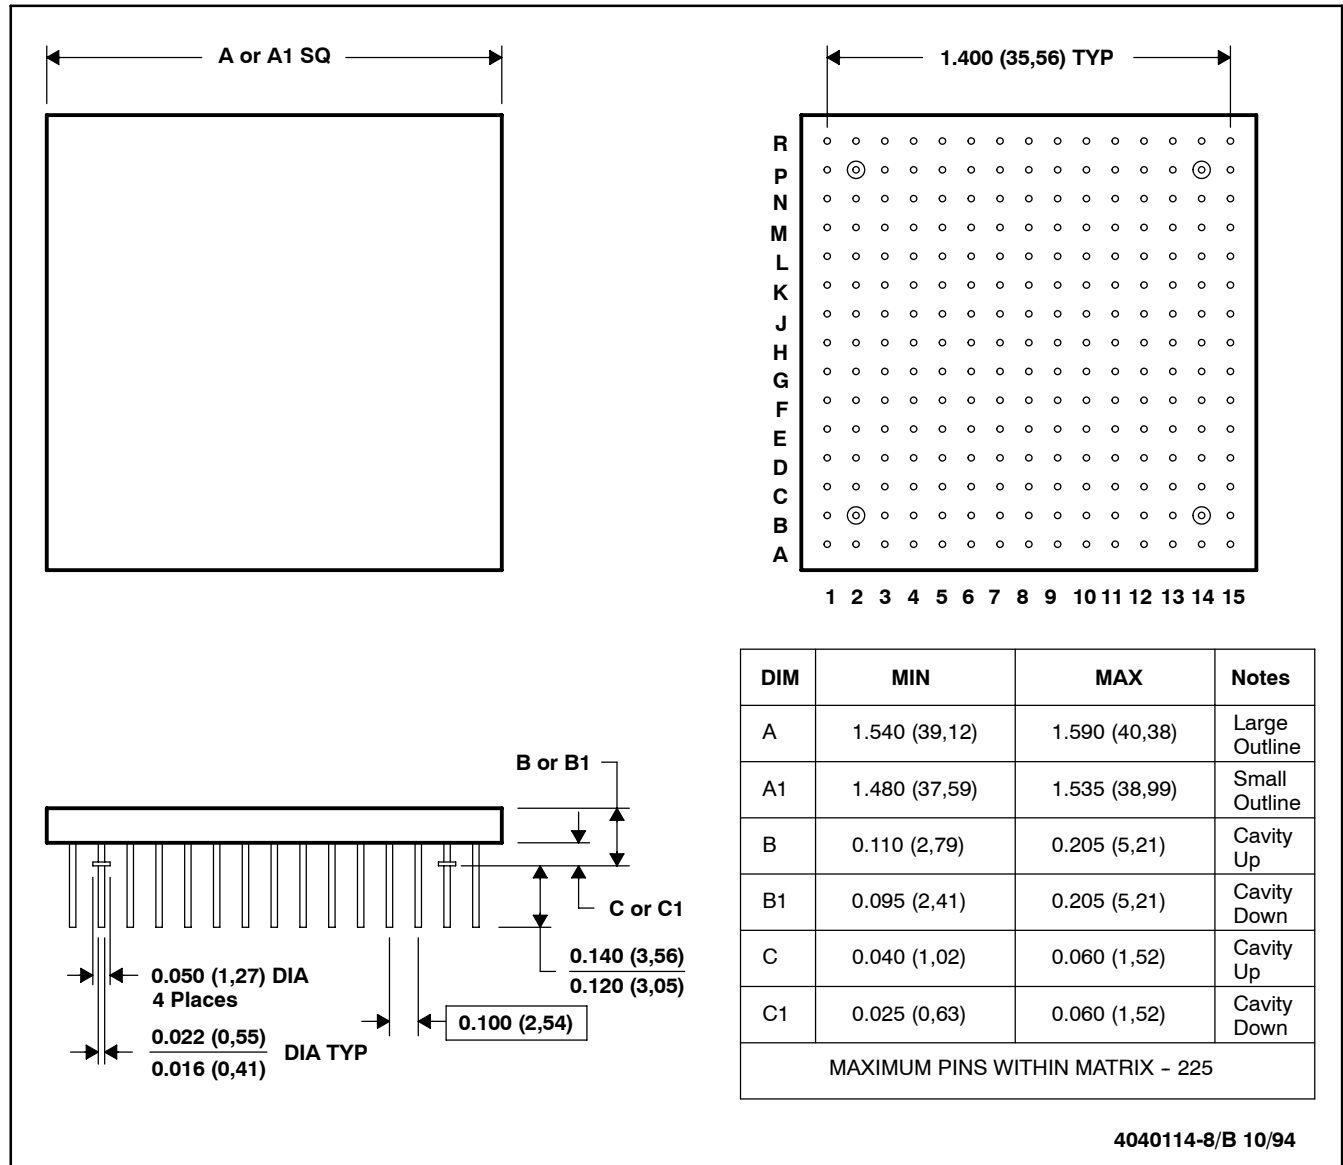 A or A1 SQ
1.400 (35,56) TYP
R
P
N
M
L
K
J
H
G
F
E
D
C
B
A
1 2 3 4 5 6 7 8 9 10 11 12 13 14 15
B or B1
C or C1
0.140 (3,56)
0.120 (3,05)
0.050 (1,27) DIA
4 Places
0.100 (2,54)
0.022 (0,55)
0.016 (0,41)
DIA TYP
DIM MIN MAX Notes
A 1.540 (39,12) 1.590 (40,38) Large Outline
A1 1.480 (37,59) 1.535 (38,99) Small Outline
B 0.110 (2,79) 0.205 (5,21) Cavity Up
B1 0.095 (2,41) 0.205 (5,21) Cavity Down
C 0.040 (1,02) 0.060 (1,52) Cavity Up
C1 0.025 (0,63) 0.060 (1,52) Cavity Down
MAXIMUM PINS WITHIN MATRIX - 225
4040114-8/B 10/94